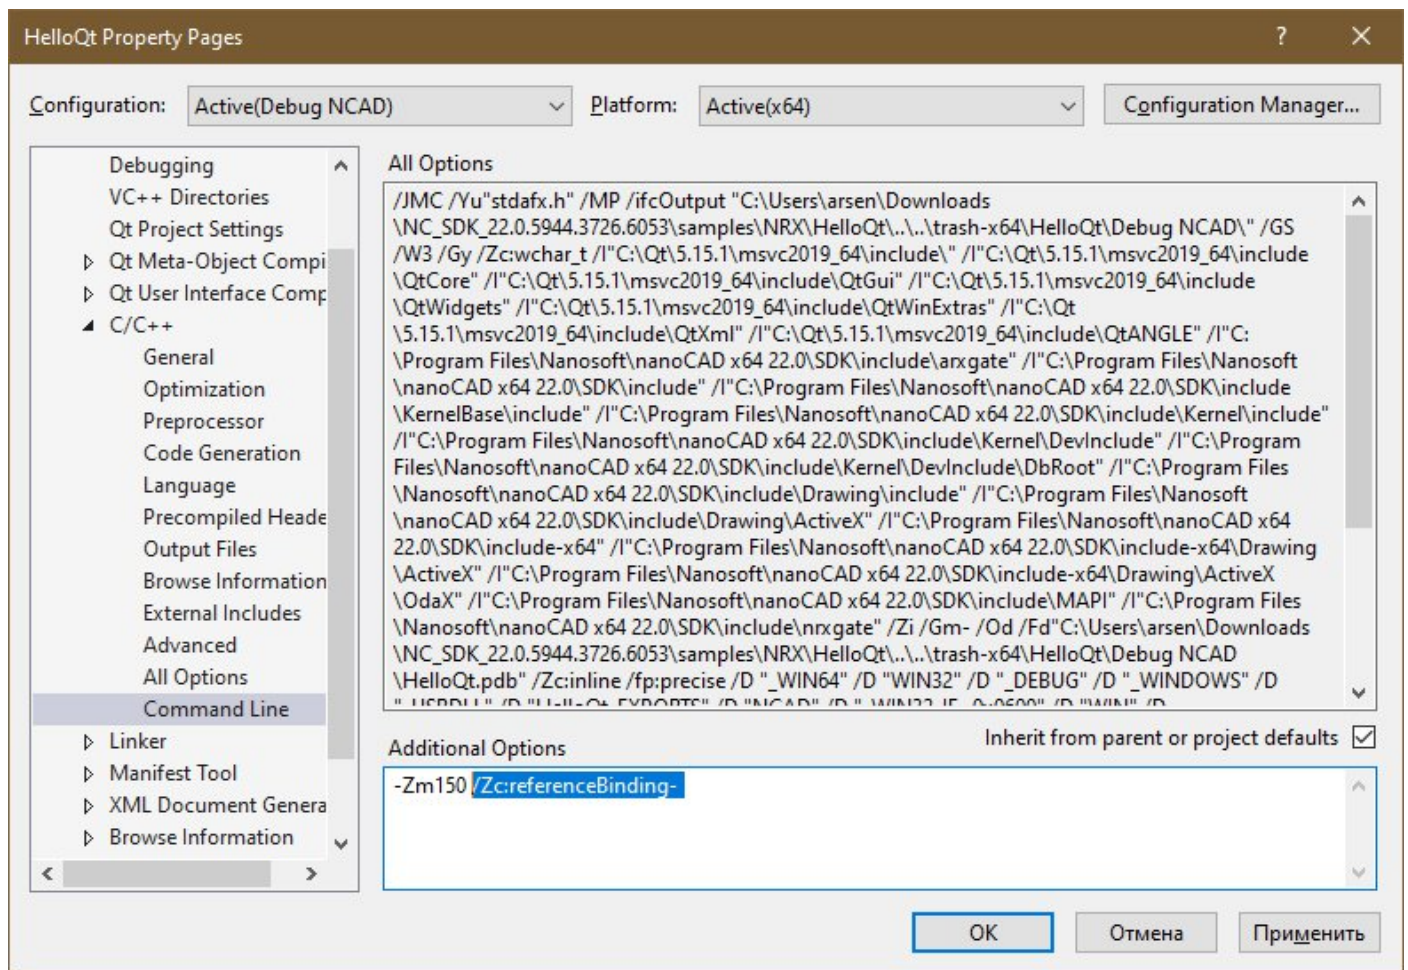 HelloQt Property Pages
Configuration: Active(Debug NCAD) Platform: Active(x64) Configuration Manager...
Debugging
VC++ Directories
Qt Project Settings
Qt Meta-Object Compi
Qt User Interface Comp
C/C++
General
Optimization
Preprocessor
Code Generation
Language
Precompiled Heade
Output Files
Browse Information
External Includes
Advanced
All Options
Command Line
Linker
Manifest Tool
XML Document Genera
Browse Information
All Options
/JMC /Yu"stdafx.h" /MP /ifcOutput "C:\Users\arsen\Downloads
\NC_SDK_22.0.5944.3726.6053\samples\NRX\HelloQt\..\..\trash-x64\HelloQt\Debug NCAD\" /GS
/W3 /Gy /Zc:wchar_t /I"C:\Qt\5.15.1\msvc2019_64\include\" /I"C:\Qt\5.15.1\msvc2019_64\include
\QtCore" /I"C:\Qt\5.15.1\msvc2019_64\include\QtGui" /I"C:\Qt\5.15.1\msvc2019_64\include
\QtWidgets" /I"C:\Qt\5.15.1\msvc2019_64\include\QtWinExtras" /I"C:\Qt
\5.15.1\msvc2019_64\include\QtXml" /I"C:\Qt\5.15.1\msvc2019_64\include\QtANGLE" /I"C:
\Program Files\Nanosoft\nanoCAD x64 22.0\SDK\include\arxgate" /I"C:\Program Files\Nanosoft
\nanoCAD x64 22.0\SDK\include" /I"C:\Program Files\Nanosoft\nanoCAD x64 22.0\SDK\include
\KernelBase\include" /I"C:\Program Files\Nanosoft\nanoCAD x64 22.0\SDK\include\Kernel\include"
/I"C:\Program Files\Nanosoft\nanoCAD x64 22.0\SDK\include\Kernel\DevInclude" /I"C:\Program
Files\Nanosoft\nanoCAD x64 22.0\SDK\include\Kernel\DevInclude\DbRoot" /I"C:\Program Files
\Nanosoft\nanoCAD x64 22.0\SDK\include\Drawing\include" /I"C:\Program Files\Nanosoft
\nanoCAD x64 22.0\SDK\include\Drawing\ActiveX" /I"C:\Program Files\Nanosoft\nanoCAD x64
22.0\SDK\include-x64" /I"C:\Program Files\Nanosoft\nanoCAD x64 22.0\SDK\include-x64\Drawing
\ActiveX" /I"C:\Program Files\Nanosoft\nanoCAD x64 22.0\SDK\include-x64\Drawing\ActiveX
\OdaX" /I"C:\Program Files\Nanosoft\nanoCAD x64 22.0\SDK\include\MAPI" /I"C:\Program Files
\Nanosoft\nanoCAD x64 22.0\SDK\include\nrxgate" /Zi /Gm- /Od /Fd"C:\Users\arsen\Downloads
\NC_SDK_22.0.5944.3726.6053\samples\NRX\HelloQt\..\..\trash-x64\HelloQt\Debug NCAD
\HelloQt.pdb" /Zc:inline /fp:precise /D "_WIN64" /D "WIN32" /D "_DEBUG" /D "_WINDOWS" /D
Inherit from parent or project defaults
Additional Options
-Zm150 /Zc:referenceBinding-
OK Отмена Применить